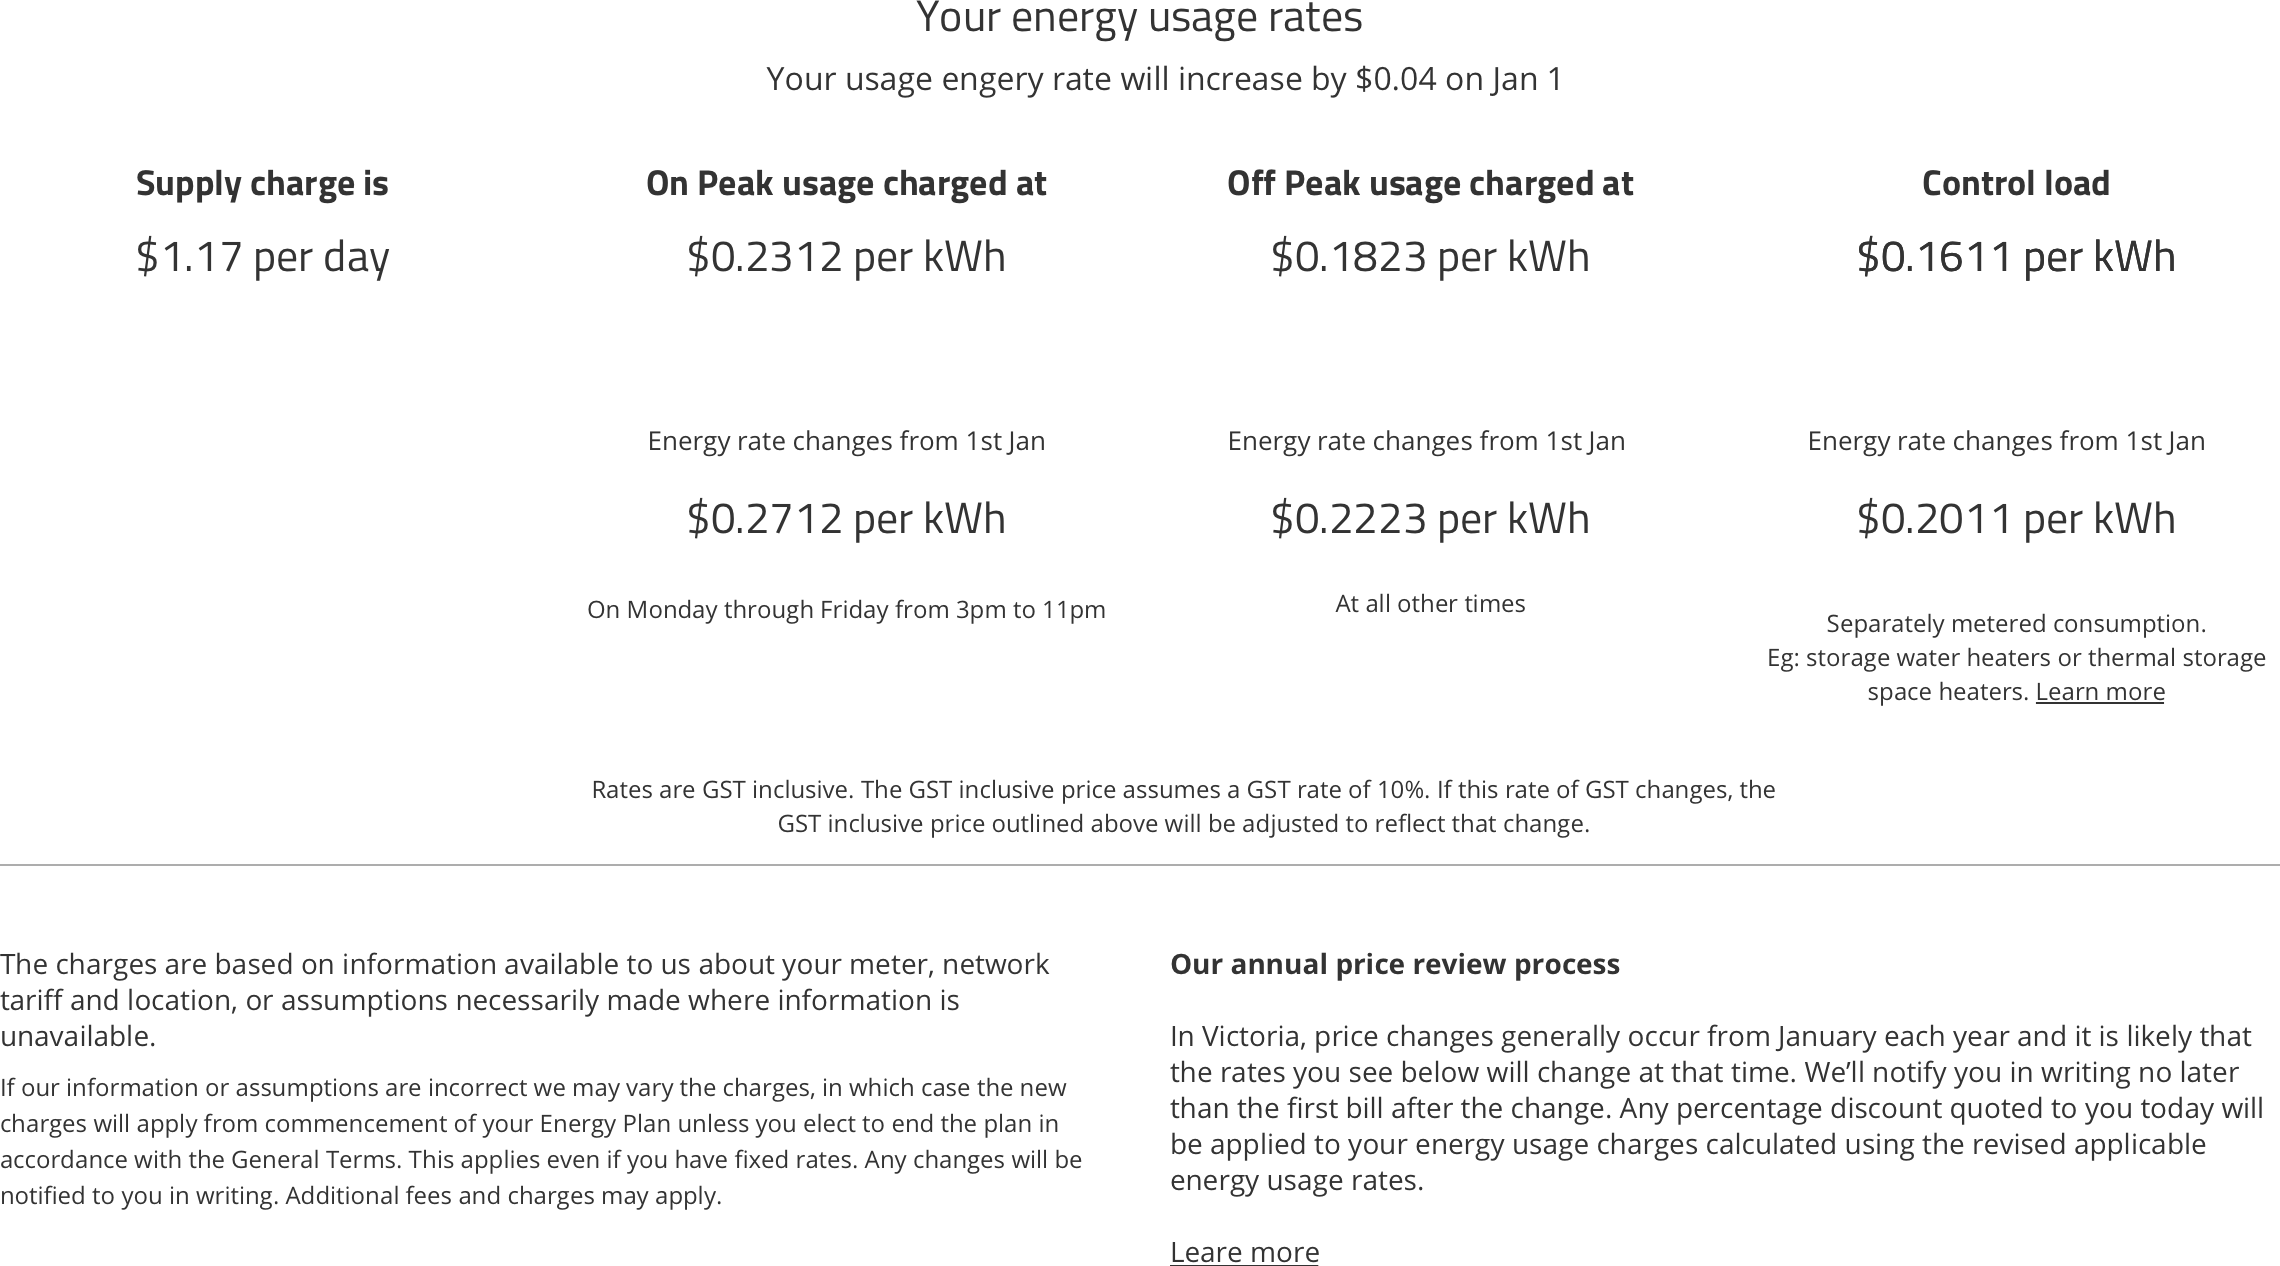 Your energy usage rates
Your usage engery rate will increase by $0.04 on Jan 1
Supply charge is
$1.17 per day
On Peak usage charged at
$0.2312 per kWh
Energy rate changes from 1st Jan
$0.2712 per kWh
On Monday through Friday from 3pm to 11pm
Off Peak usage charged at
$0.1823 per kWh
Energy rate changes from 1st Jan
$0.2223 per kWh
At all other times
Control load
$0.1611 per kWh
Energy rate changes from 1st Jan
$0.2011 per kWh
Separately metered consumption.
Eg: storage water heaters or thermal storage
space heaters. Learn more
Rates are GST inclusive. The GST inclusive price assumes a GST rate of 10%. If this rate of GST changes, the
GST inclusive price outlined above will be adjusted to reflect that change.
The charges are based on information available to us about your meter, network
tariff and location, or assumptions necessarily made where information is
unavailable.
If our information or assumptions are incorrect we may vary the charges, in which case the new
charges will apply from commencement of your Energy Plan unless you elect to end the plan in
accordance with the General Terms. This applies even if you have fixed rates. Any changes will be
notified to you in writing. Additional fees and charges may apply.
Our annual price review process
In Victoria, price changes generally occur from January each year and it is likely that
the rates you see below will change at that time. We’ll notify you in writing no later
than the first bill after the change. Any percentage discount quoted to you today will
be applied to your energy usage charges calculated using the revised applicable
energy usage rates.
Leare more